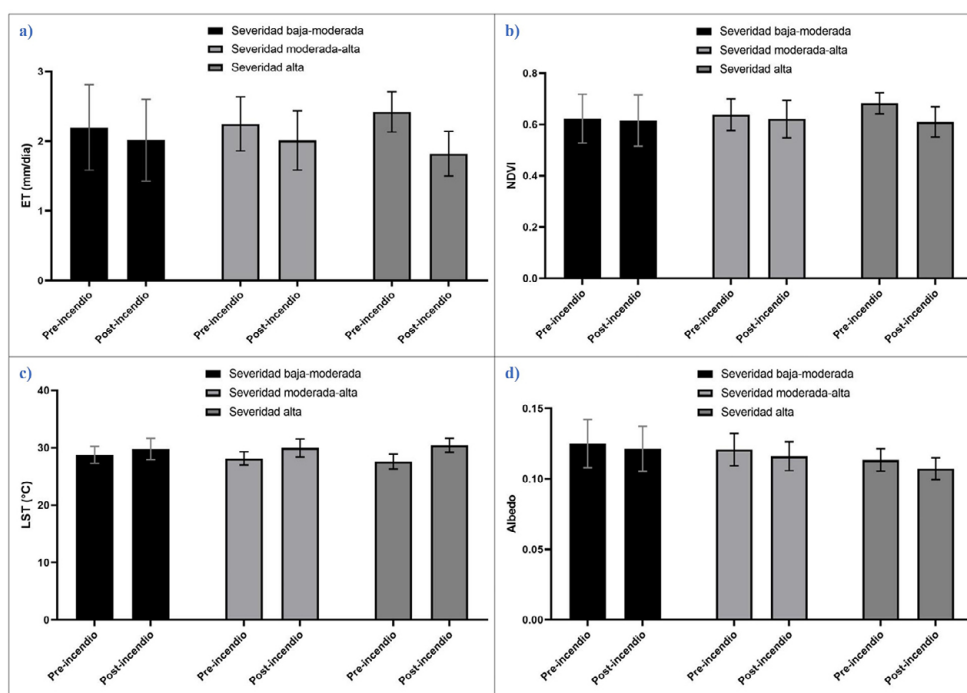 a)
Severidad baja-moderada
Severidad moderada-alta
Severidad alta
ET (mm/día)
3
2
1
0
Pre-incendio
Post-incendio
Pre-incendio
Post-incendio
Pre-incendio
Post-incendio
b)
Severidad baja-moderada
Severidad moderada-alta
Severidad alta
NDVI
0.8
0.6
0.4
0.2
0.0
Pre-incendio
Post-incendio
Pre-incendio
Post-incendio
Pre-incendio
Post-incendio
c)
Severidad baja-moderada
Severidad moderada-alta
Severidad alta
LST (°C)
40
30
20
10
0
Pre-incendio
Post-incendio
Pre-incendio
Post-incendio
Pre-incendio
Post-incendio
d)
Severidad baja-moderada
Severidad moderada-alta
Severidad alta
Albedo
0.15
0.10
0.05
0.00
Pre-incendio
Post-incendio
Pre-incendio
Post-incendio
Pre-incendio
Post-incendio